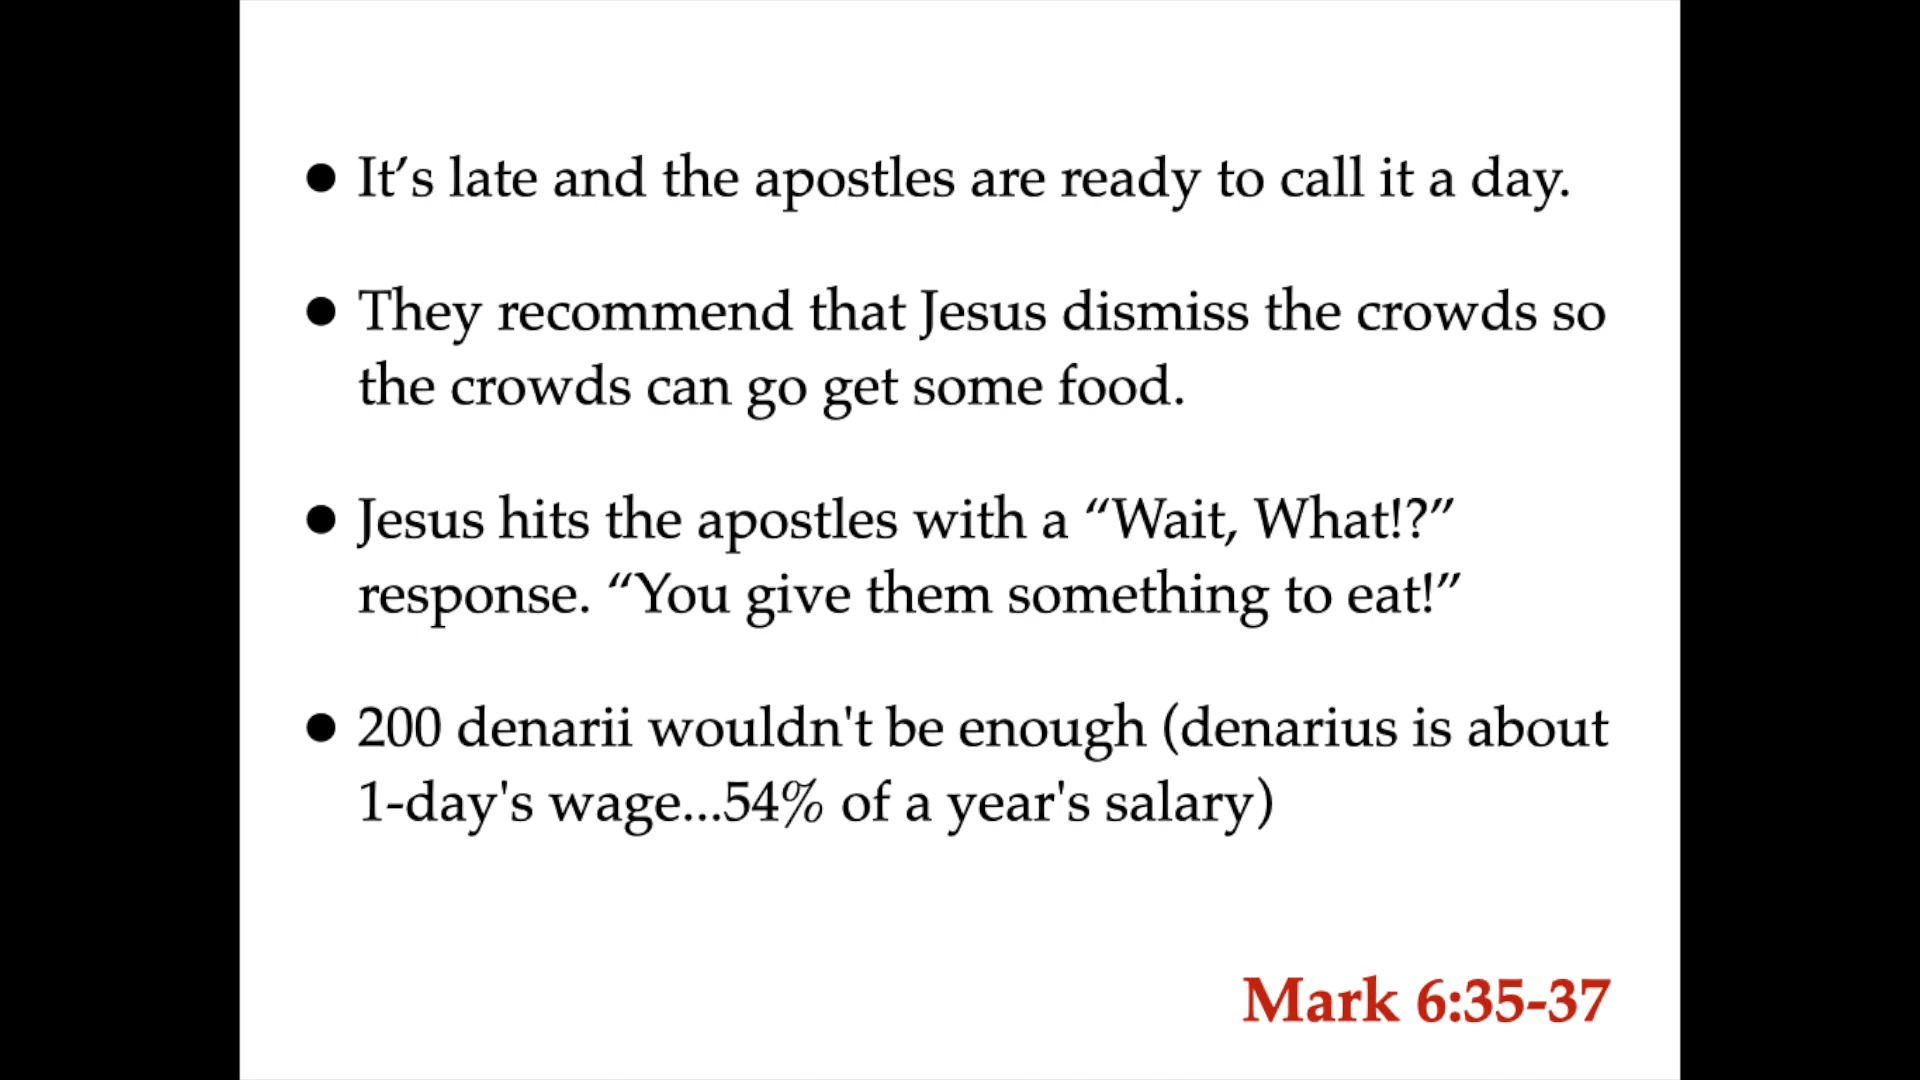 ● It’s late and the apostles are ready to call it a day.
● They recommend that Jesus dismiss the crowds so
the crowds can go get some food.
● Jesus hits the apostles with a “Wait, What!?”
response. “You give them something to eat!”
● 200 denarii wouldn't be enough (denarius is about
1-day's wage...54% of a year's salary)
Mark 6:35-37